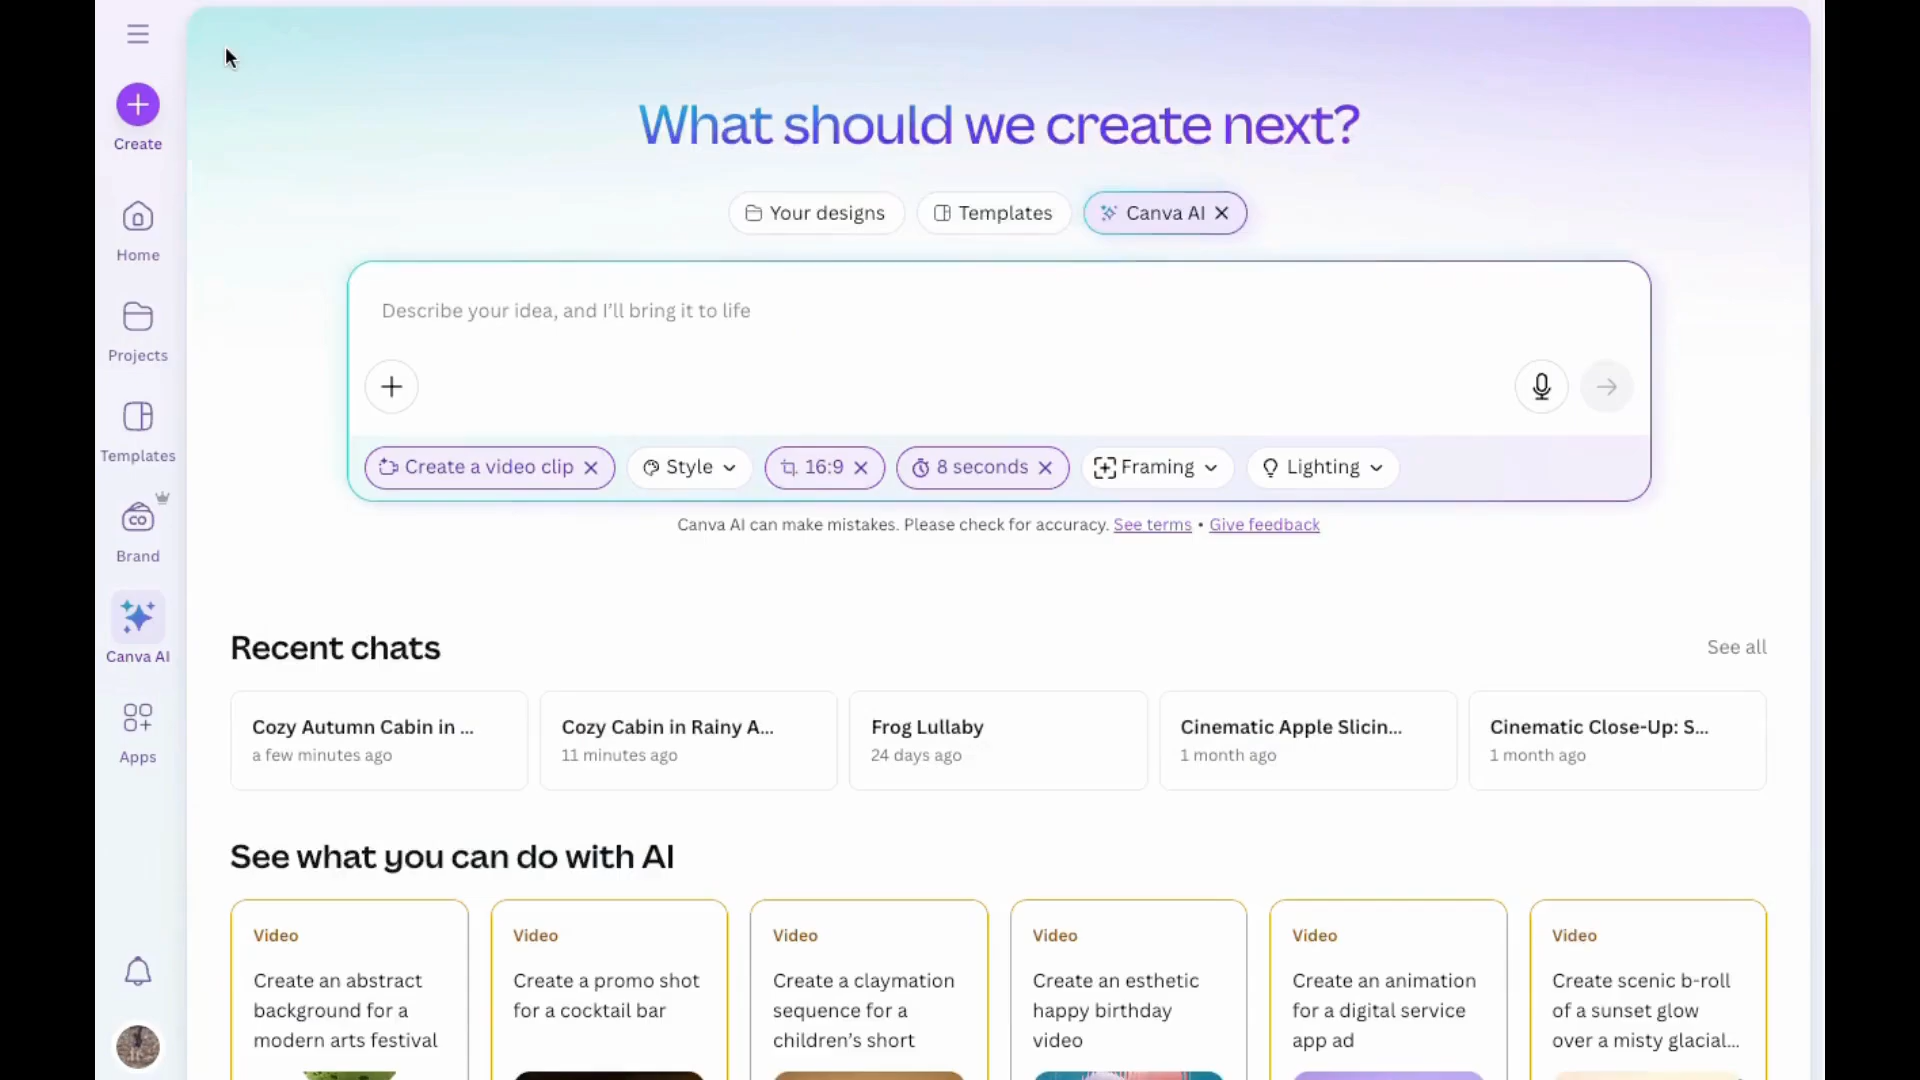 What should we create next?
Your designs
Templates
Canva AI
Describe your idea, and I'll bring it to life
Create a video clip
Style
16:9
8 seconds
Framing
Lighting
Canva AI can make mistakes. Please check for accuracy. See terms • Give feedback
Create
Home
Projects
Templates
CO
Brand
Canva AI
Apps
Recent chats
See all
Cozy Autumn Cabin in ...
a few minutes ago
Cozy Cabin in Rainy A...
11 minutes ago
Frog Lullaby
24 days ago
Cinematic Apple Slicin...
1 month ago
Cinematic Close-Up: S...
1 month ago
See what you can do with AI
Video
Create an abstract
background for a
modern arts festival
Video
Create a promo shot
for a cocktail bar
Video
Create a claymation
sequence for a
children's short
Video
Create an esthetic
happy birthday
video
Video
Create an animation
for a digital service
app ad
Video
Create scenic b-roll
of a sunset glow
over a misty glacial...